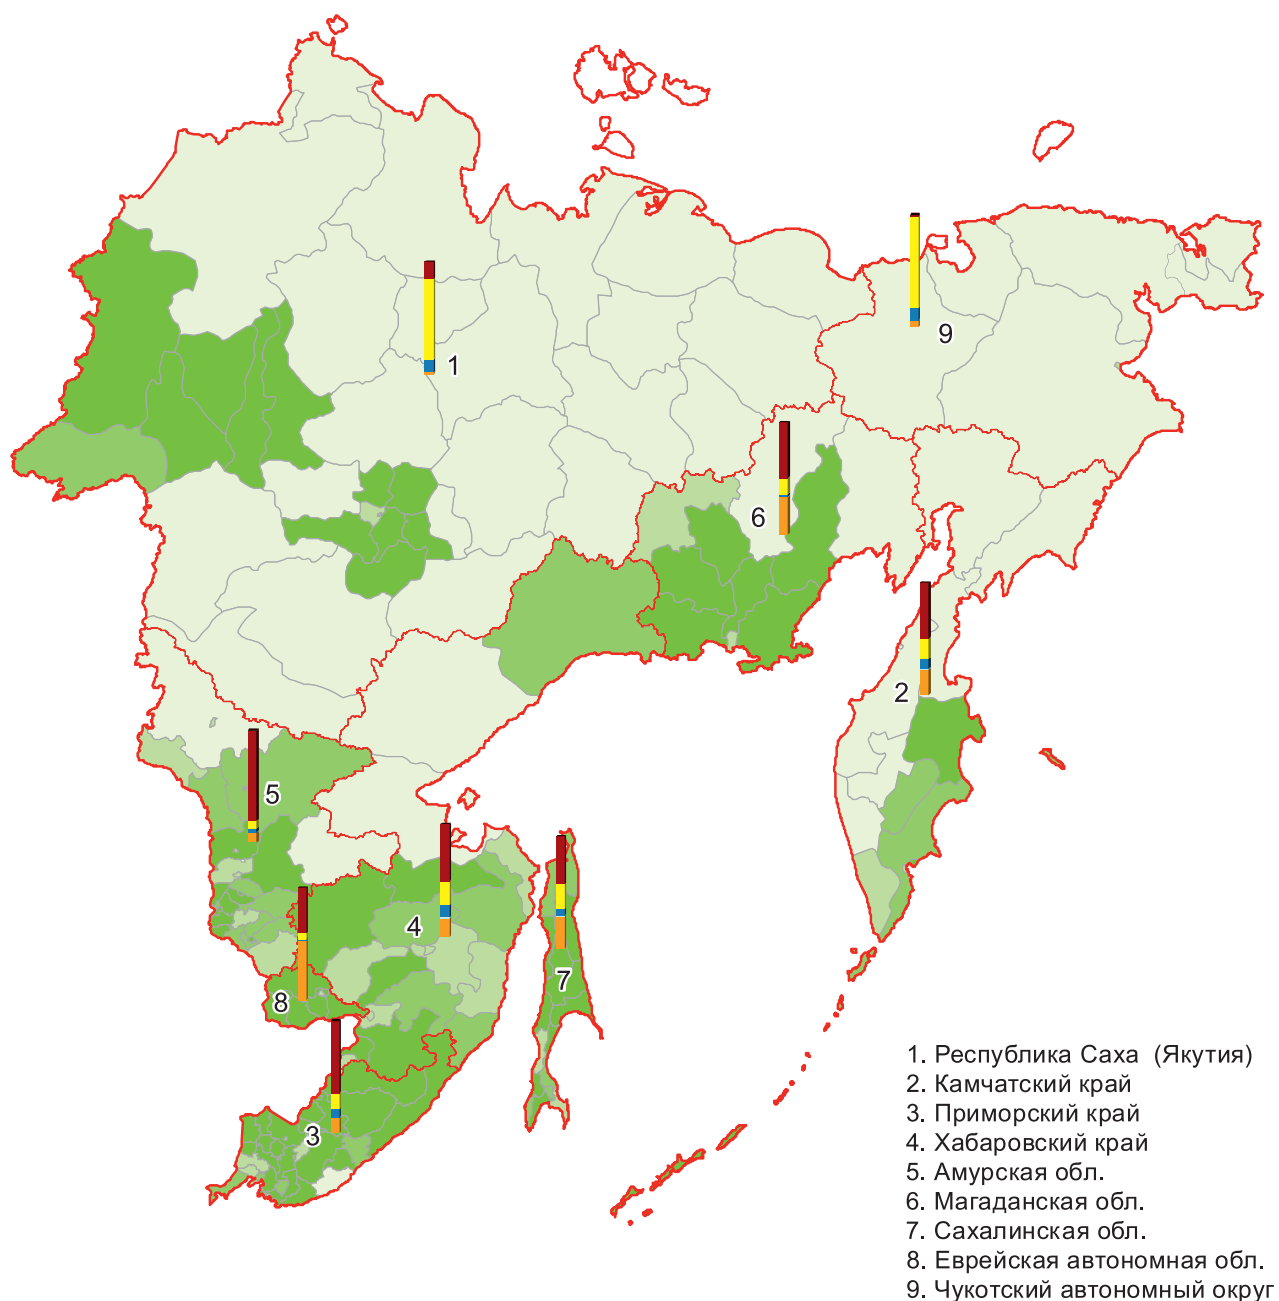 1
9
6
2
5
4
7
8
3
1. Республика Саха (Якутия)
2. Камчатский край
3. Приморский край
4. Хабаровский край
5. Амурская обл.
6. Магаданская обл.
7. Сахалинская обл.
8. Еврейская автономная обл.
9. Чукотский автономный округ